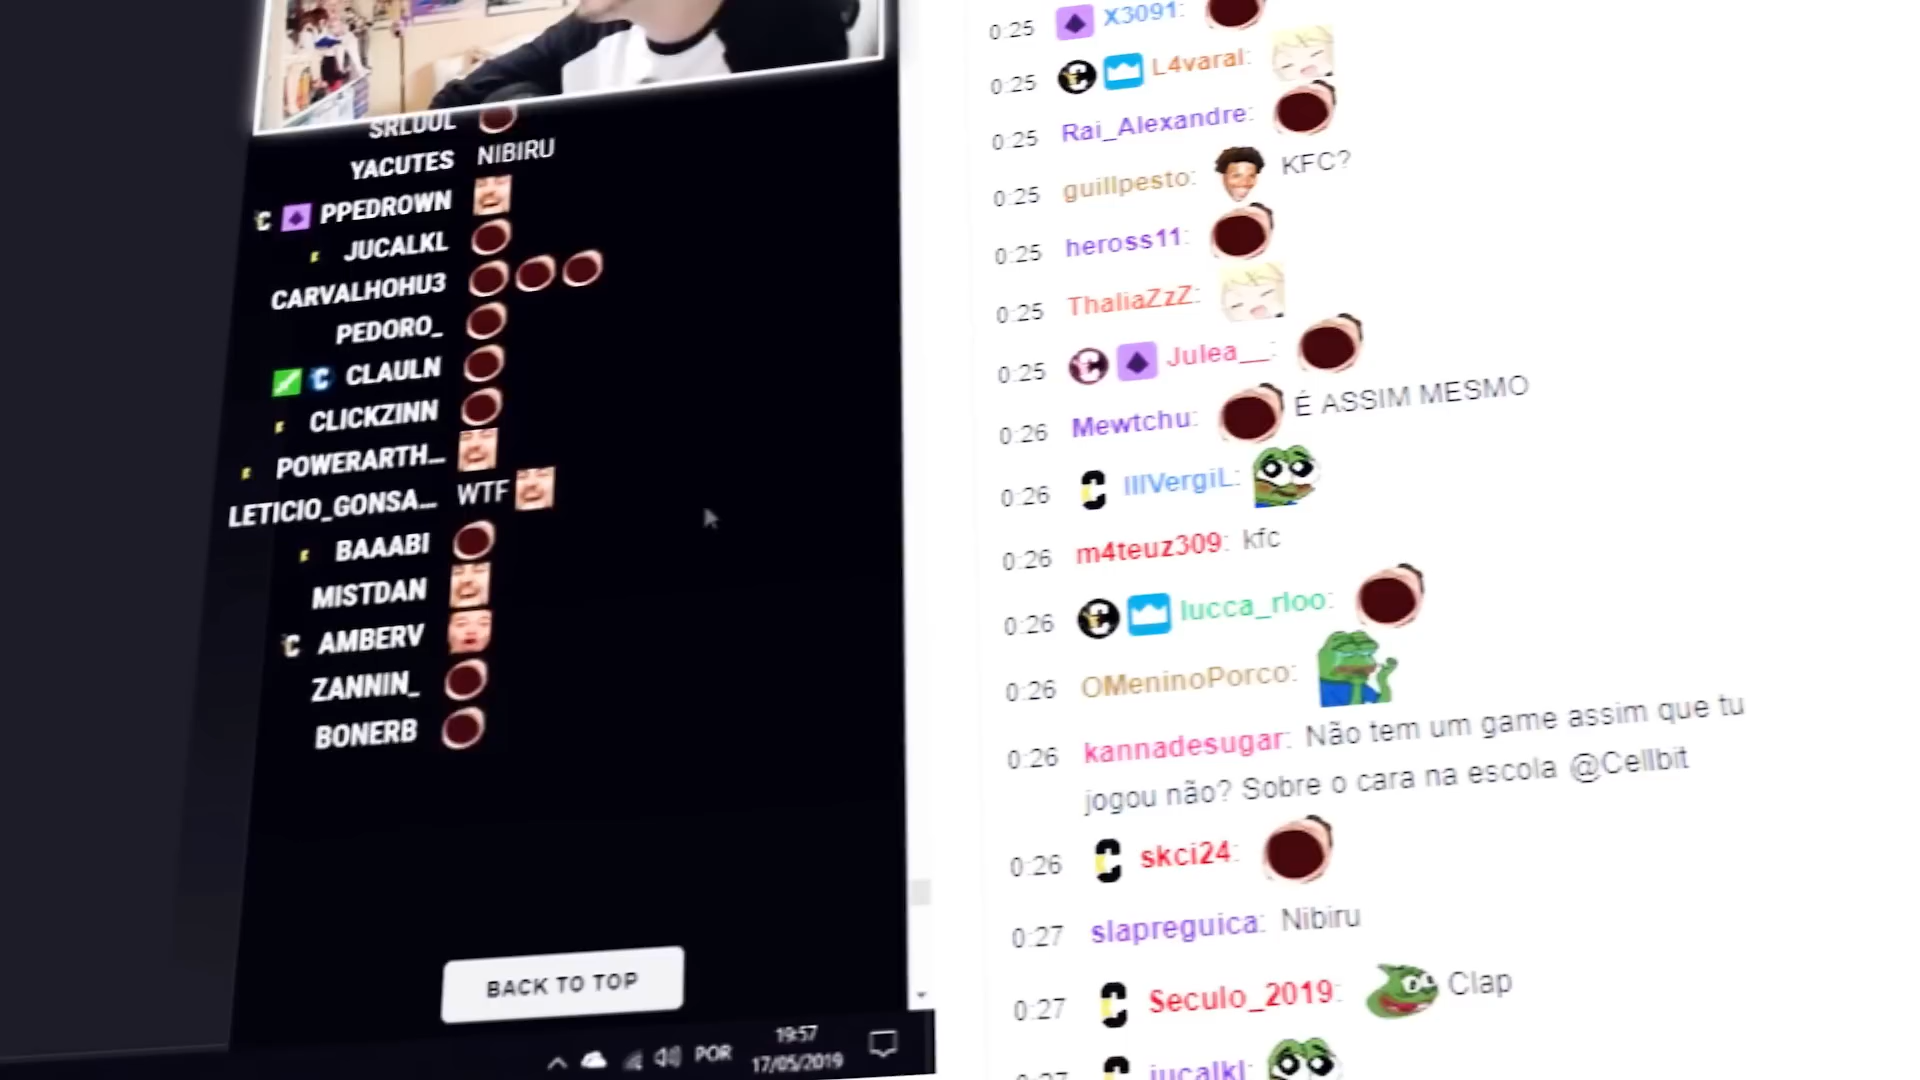 SRLUUL
YACUTES NIBIRU
PPEDROWN
JUCALKL
CARVALHOHU3
PEDORO_
CLAULN
CLICKZINN
POWERARTH...
LETICIO_GONSA... WTF
BAAABI
MISTDAN
AMBERV
ZANNIN_
BONERB
BACK TO TOP
POR
19:57
17/05/2019
0:25 X3091:
0:25 L4varal:
0:25 Rai_Alexandre:
0:25 guillpesto: KFC?
0:25 heross11:
0:25 ThaliaZzZ:
0:25 Julea__:
0:26 Mewtchu: É ASSIM MESMO
0:26 IIIVergiL:
0:26 m4teuz309: kfc
0:26 lucca_rloo:
0:26 OMeninoPorco:
0:26 kannadesugar: Não tem um game assim que tu
jogou não? Sobre o cara na escola @Cellbit
0:26 skci24:
0:27 slapreguica: Nibiru
0:27 Seculo_2019: Clap
0:27 jucalkl: